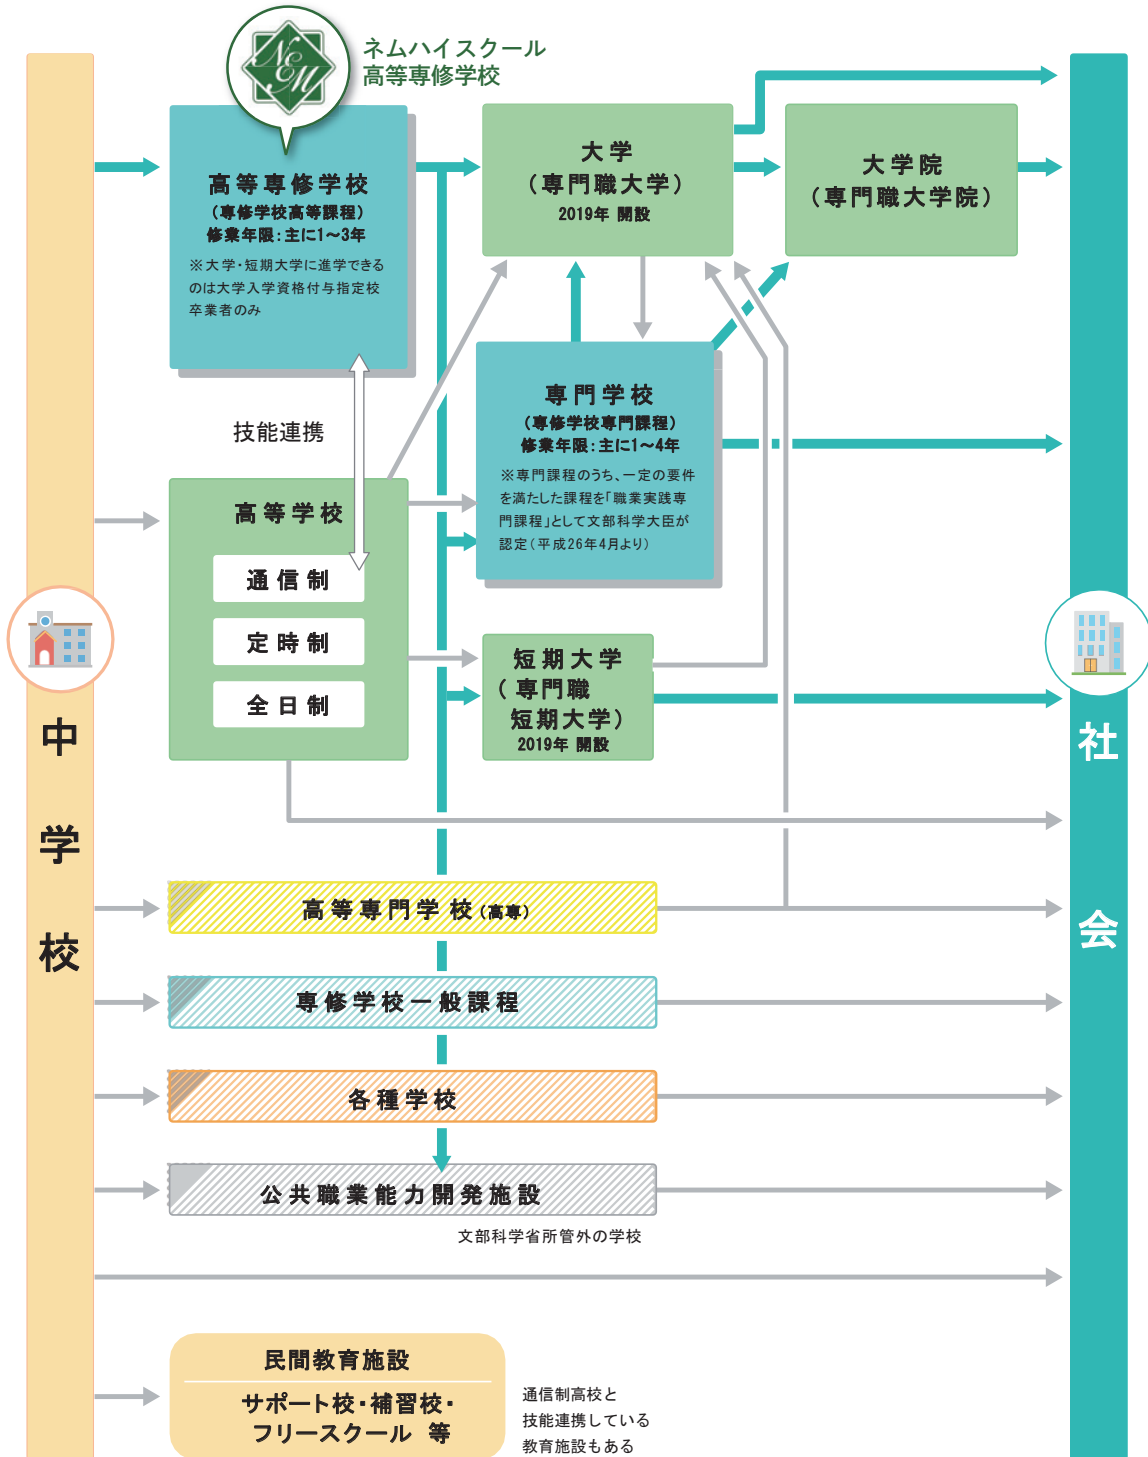 NEM
ネムハイスクール
高等専修学校
高等専修学校
(専修学校高等課程)
修業年限:主に1～3年
※大学・短期大学に進学できる
のは大学入学資格付与指定校
卒業者のみ
大学
(専門職大学)
2019年 開設
大学院
(専門職大学院)
技能連携
専門学校
(専修学校専門課程)
修業年限:主に1～4年
※専門課程のうち、一定の要件
を満たした課程を「職業実践専
門課程」として文部科学大臣が
認定(平成26年4月より)
高等学校
通信制
定時制
全日制
短期大学
(専門職
短期大学)
2019年 開設
中学校
社会
高等専門学校(高専)
専修学校一般課程
各種学校
公共職業能力開発施設
文部科学省所管外の学校
民間教育施設
サポート校・補習校・
フリースクール 等
通信制高校と
技能連携している
教育施設もある